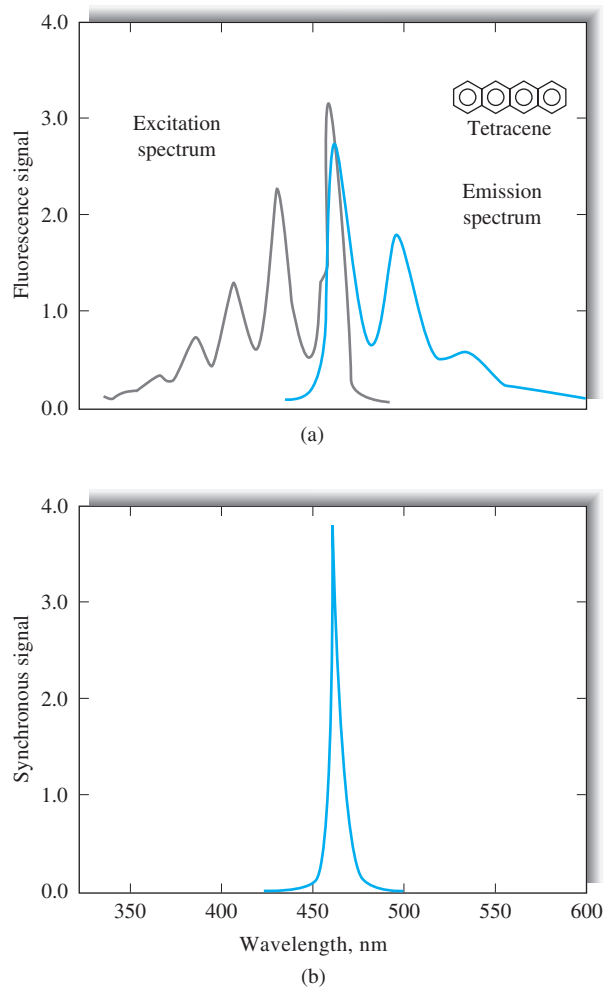 4.0
3.0
2.0
1.0
0.0
Fluorescence signal
Excitation
spectrum
Tetracene
Emission
spectrum
(a)
4.0
3.0
2.0
1.0
0.0
Synchronous signal
350 400 450 500 550 600
Wavelength, nm
(b)